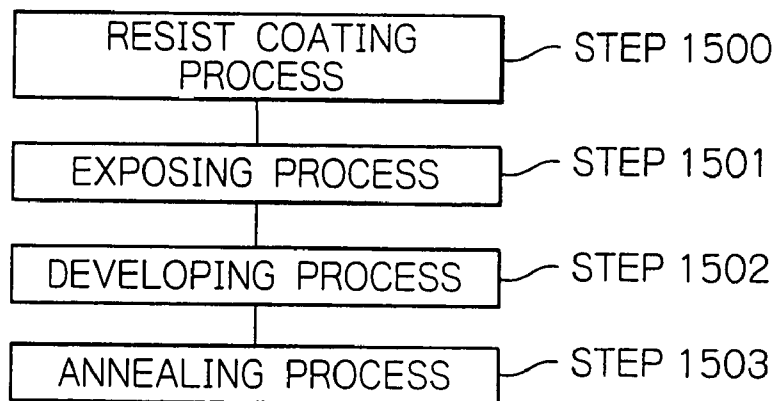 RESIST COATING
PROCESS
STEP 1500
EXPOSING PROCESS
STEP 1501
DEVELOPING PROCESS
STEP 1502
ANNEALING PROCESS
STEP 1503